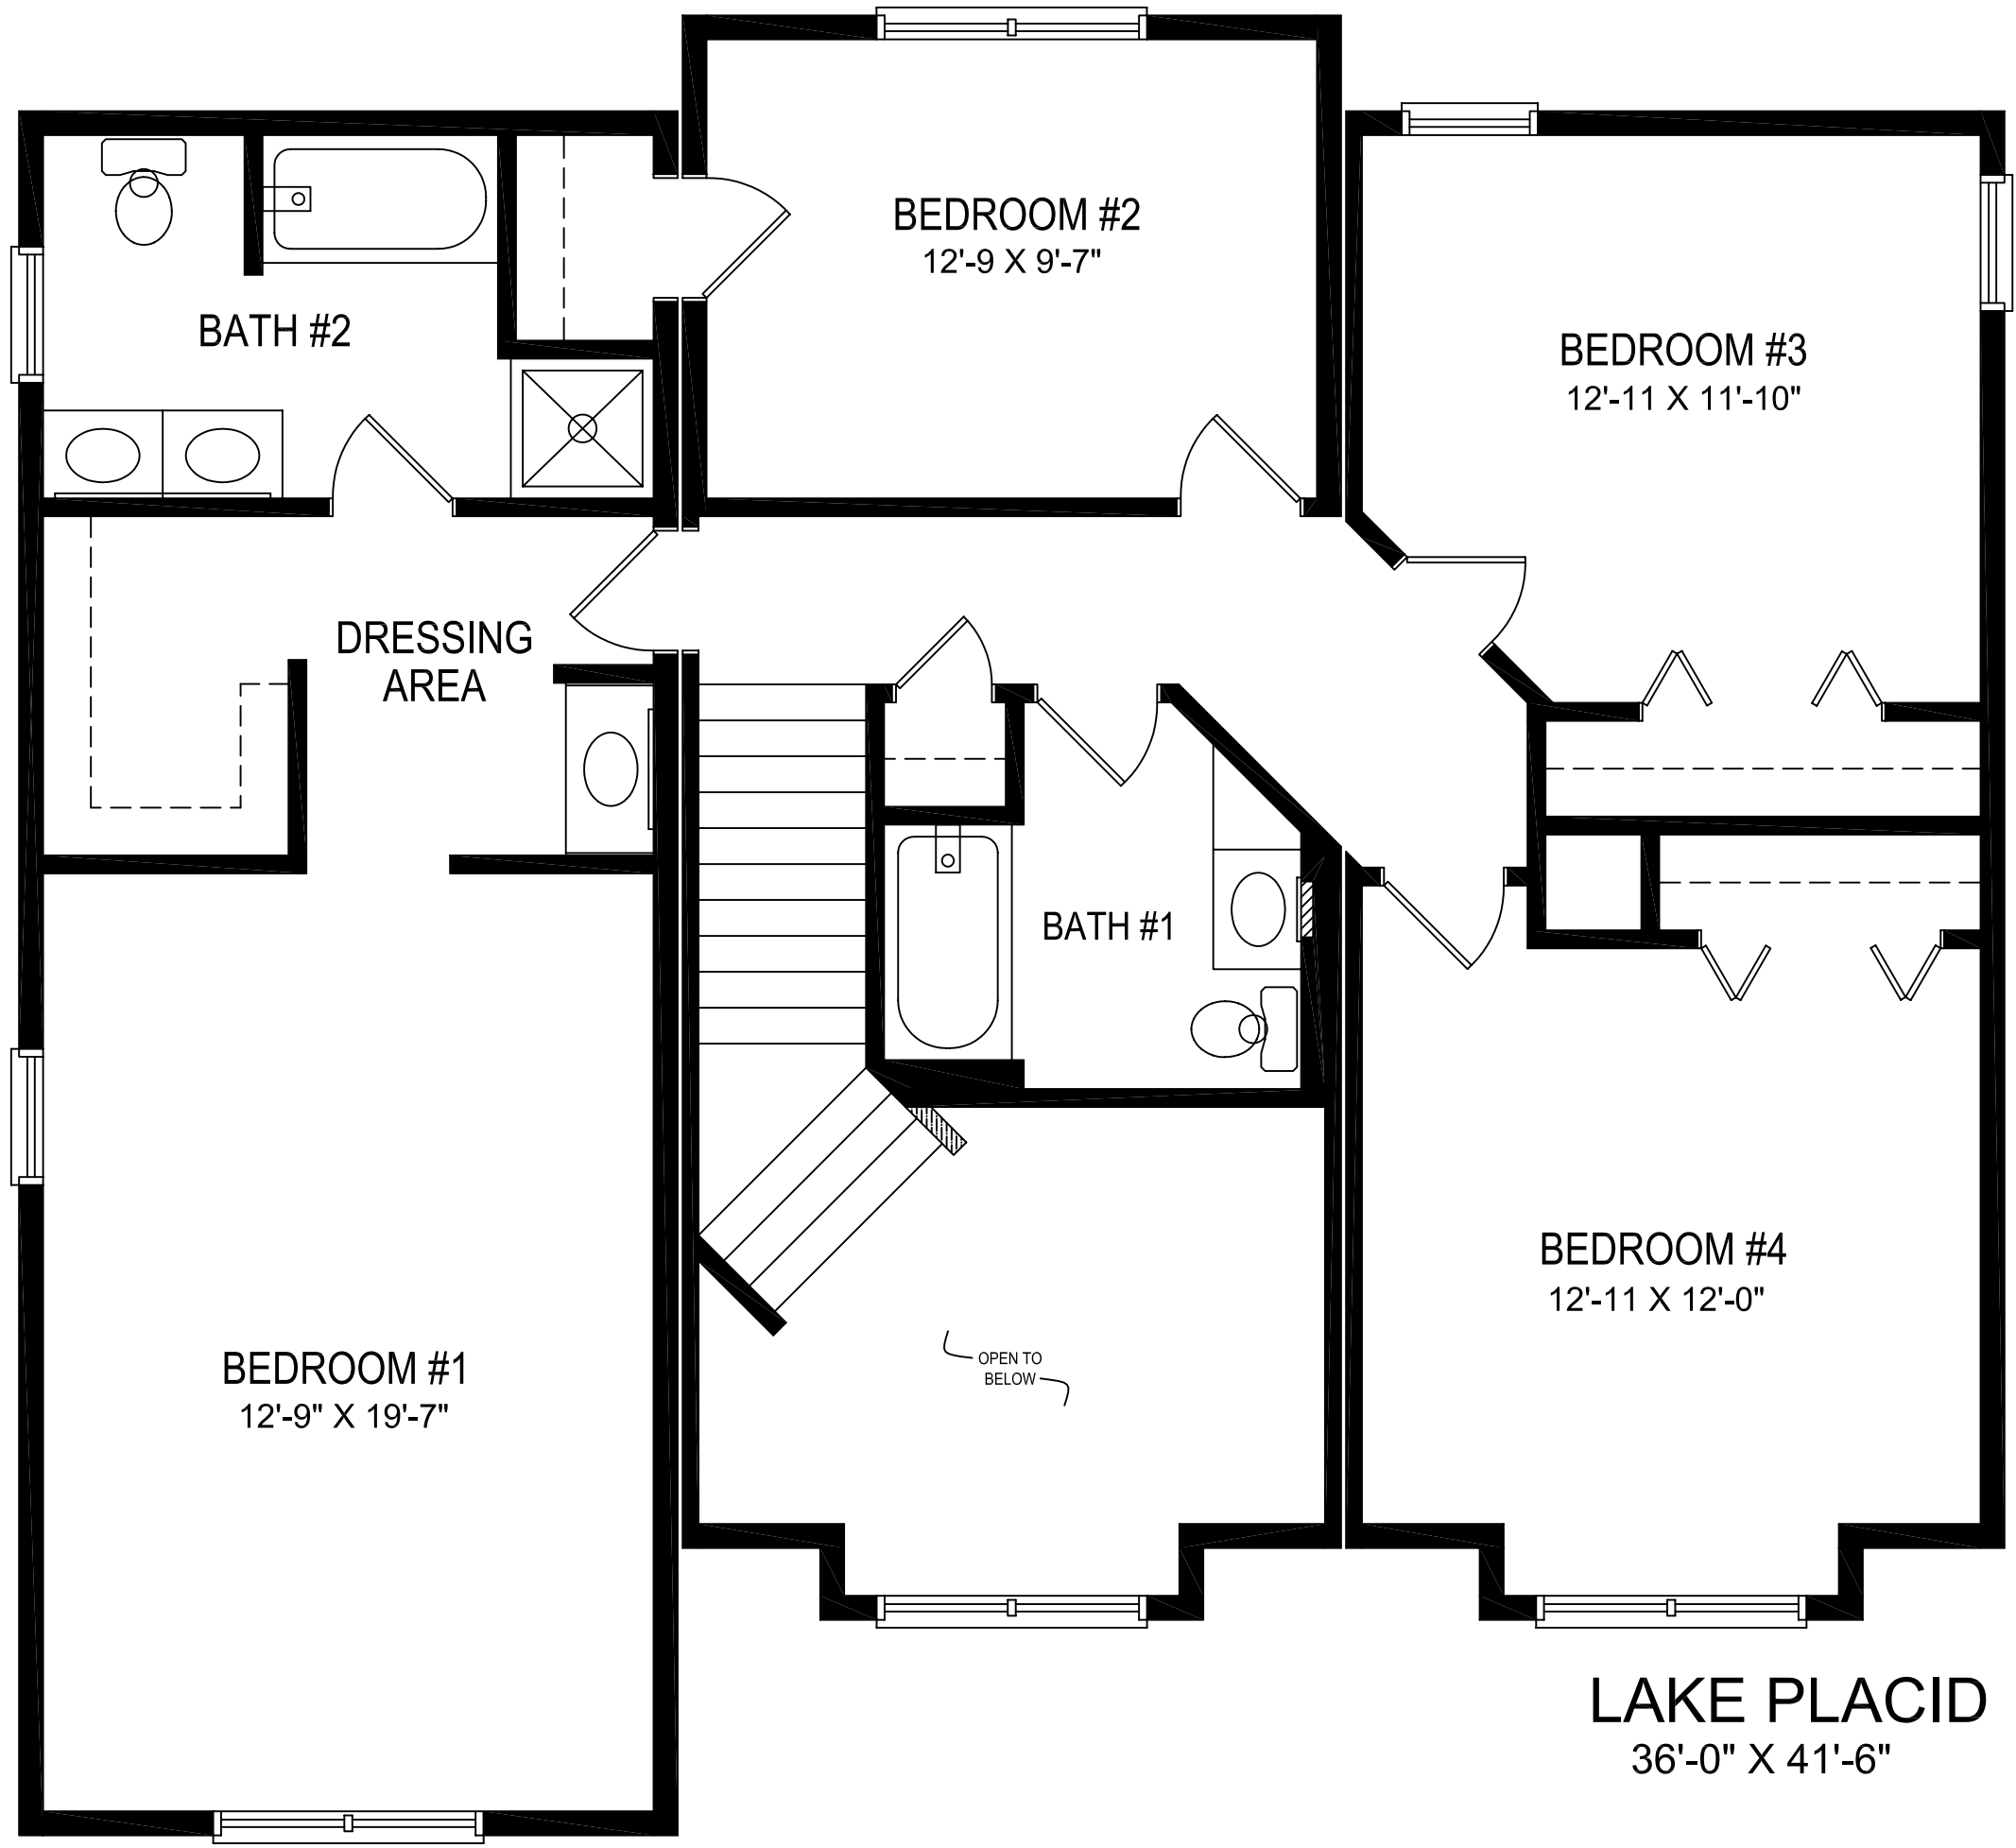 BEDROOM #2
12'-9 X 9'-7"
BATH #2
BEDROOM #3
12'-11 X 11'-10"
DRESSING
AREA
BATH #1
BEDROOM #4
12'-11 X 12'-0"
BEDROOM #1
12'-9" X 19'-7"
OPEN TO
BELOW
LAKE PLACID
36'-0" X 41'-6"